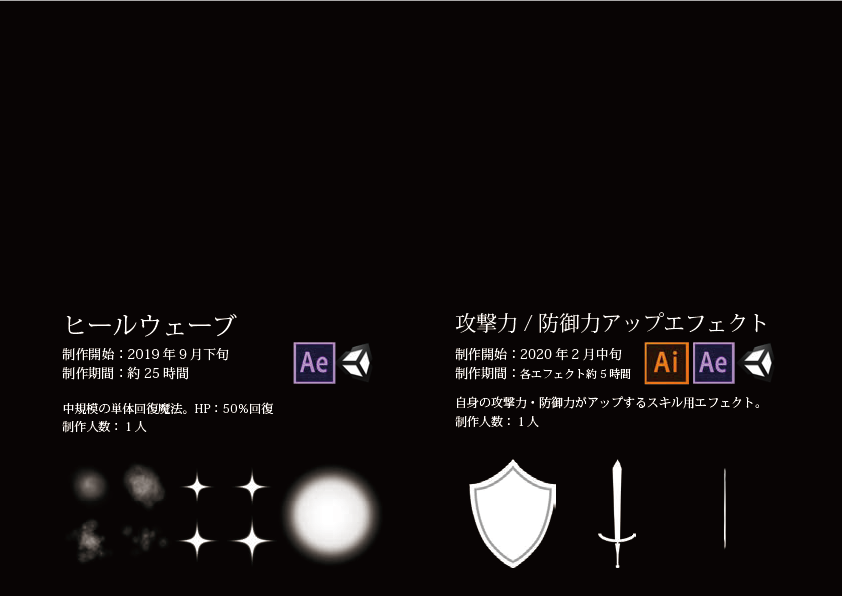 ヒールウェーブ
制作開始：2019 年 9 月下旬
制作期間：約 25 時間
Ae
中規模の単体回復魔法。HP：50%回復
制作人数： 1 人
攻撃力 / 防御力アップエフェクト
制作開始：2020 年 2 月中旬
制作期間：各エフェクト約 5 時間
Ai Ae
自身の攻撃力・防御力がアップするスキル用エフェクト。
制作人数： 1 人